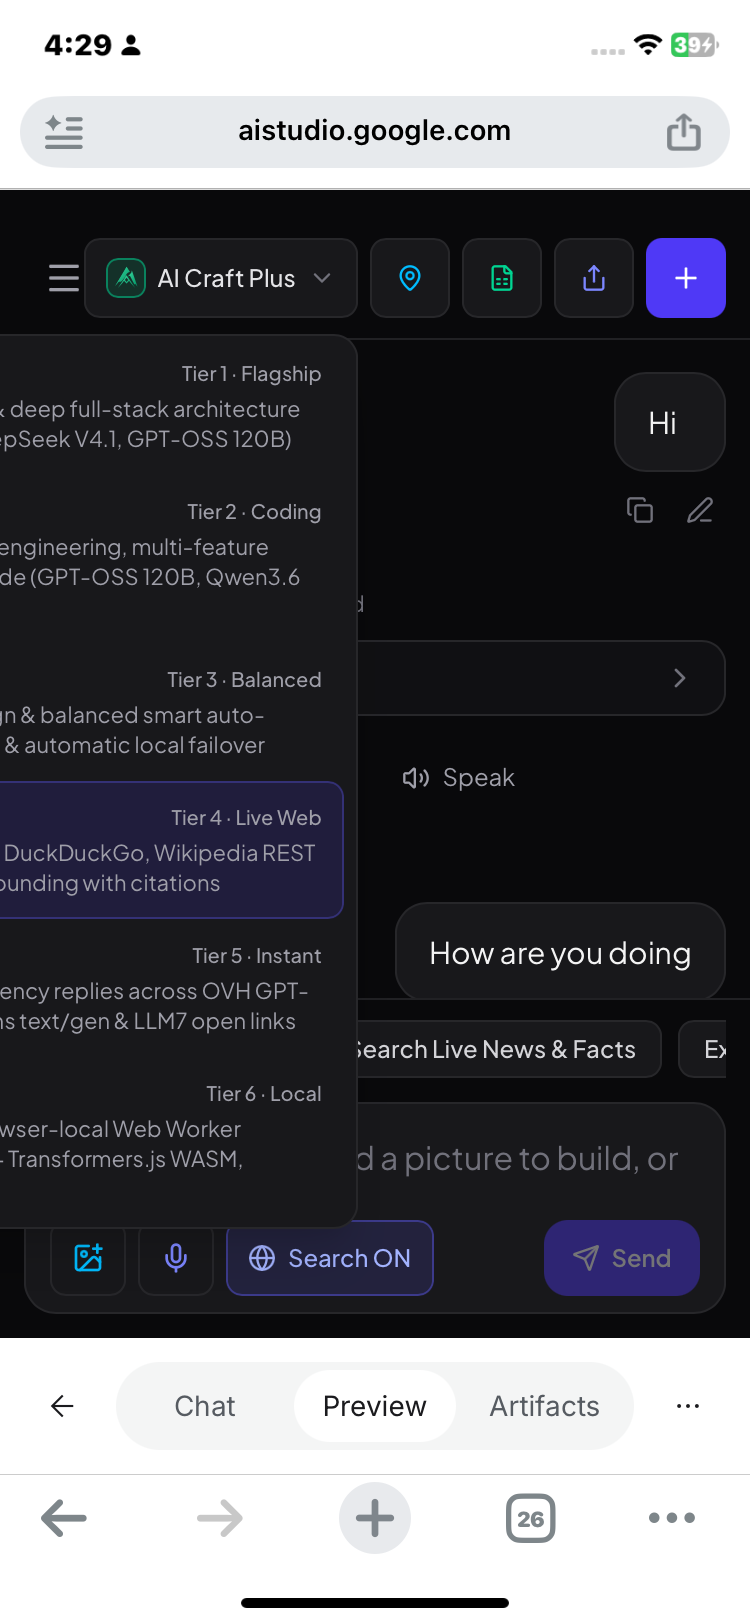 4:29
39
aistudio.google.com
AI Craft Plus
Tier 1 · Flagship
& deep full-stack architecture
pSeek V4.1, GPT-OSS 120B)
Hi
Tier 2 · Coding
engineering, multi-feature
de (GPT-OSS 120B, Qwen3.6
Tier 3 · Balanced
n & balanced smart auto-
& automatic local failover
Speak
Tier 4 · Live Web
DuckDuckGo, Wikipedia REST
ounding with citations
How are you doing
Tier 5 · Instant
ency replies across OVH GPT-
ns text/gen & LLM7 open links
Search Live News & Facts
Ex
Tier 6 · Local
wser-local Web Worker
- Transformers.js WASM,
d a picture to build, or
Search ON
Send
Chat
Preview
Artifacts
26